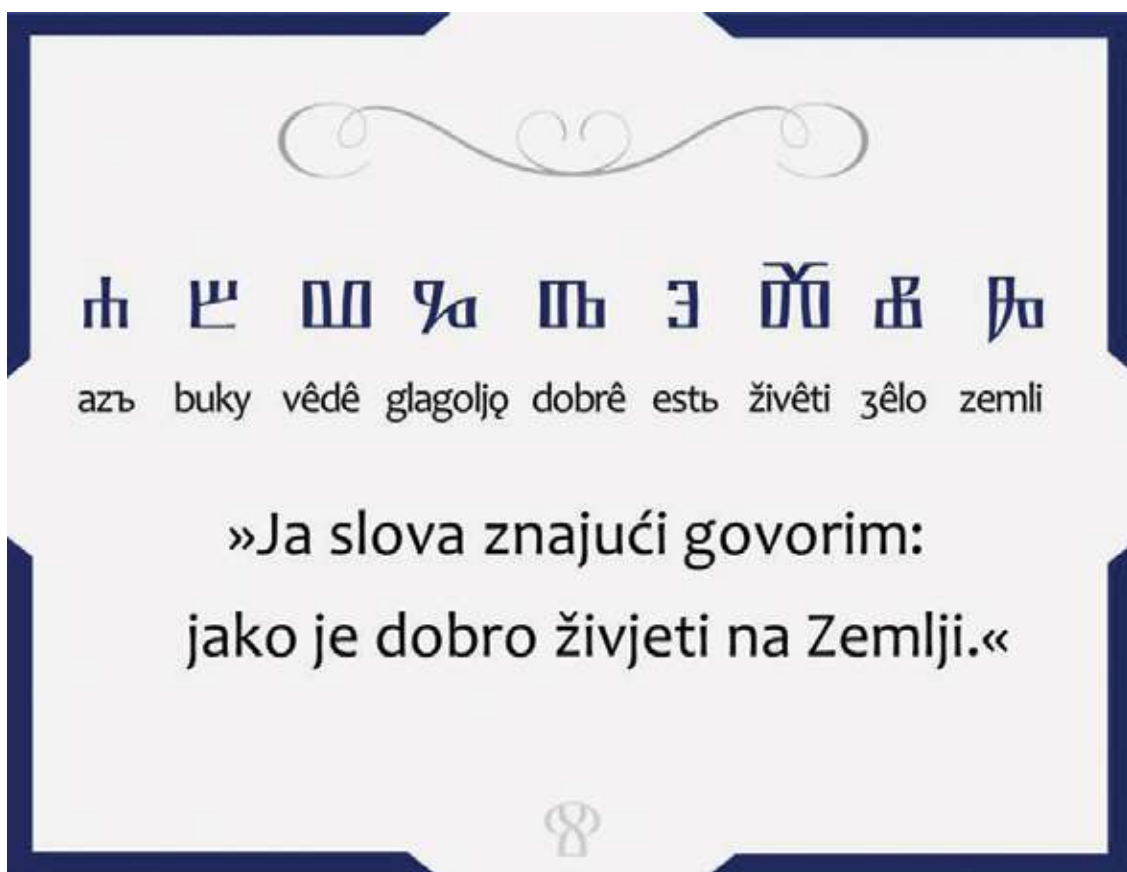 Ⰰ Ⰱ Ⰲ Ⰳ Ⰴ Ⰵ Ⰶ Ⰷ Ⰸ
azъ buky vêdê glagoljǫ dobrê estь živêti ʒêlo zemli
»Ja slova znajući govorim:
jako je dobro živjeti na Zemlji.«